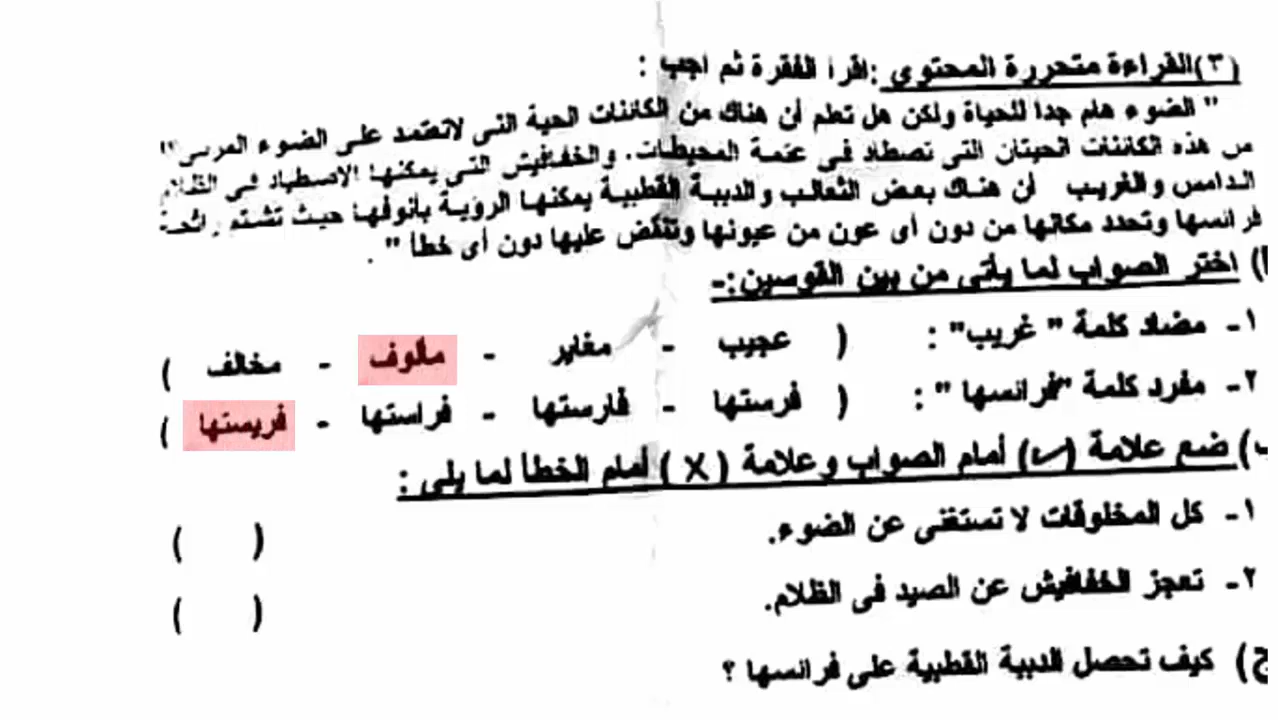 (٣)القراءة متحررة المحتوى :اقرأ الفقرة ثم اجب :
" الضوء هام جدا للحياة ولكن هل تعلم أن هناك من الكائنات الحية التى لاتعتمد على الضوء المرئى"
من هذه الكائنات الحيتان التى تصطاد فى عتمة المحيطات. والخفافيش التى يمكنها الاصطياد فى الظلام
الدامس والغريب أن هناك بعض الثعالب والدببة القطبية يمكنها الرؤية بأنوفها حيث تشتم رائحة
فرائسها وتحدد مكانها من دون أى عون من عيونها وتنقض عليها دون أى خطأ " .
أ) اختر الصواب لما يأتى من بين القوسين:-
١- مضاد كلمة " غريب" : ( عجيب - مغاير - مألوف - مخالف )
٢- مفرد كلمة "فرائسها " : ( فرستها - فارستها - فراستها - فريستها )
ب) ضع علامة (✓) أمام الصواب وعلامة ( X ) أمام الخطأ لما يلى :
١- كل المخلوقات لا تستغنى عن الضوء. ( )
٢- تعجز الخفافيش عن الصيد فى الظلام. ( )
ج) كيف تحصل الدببة القطبية على فرائسها ؟